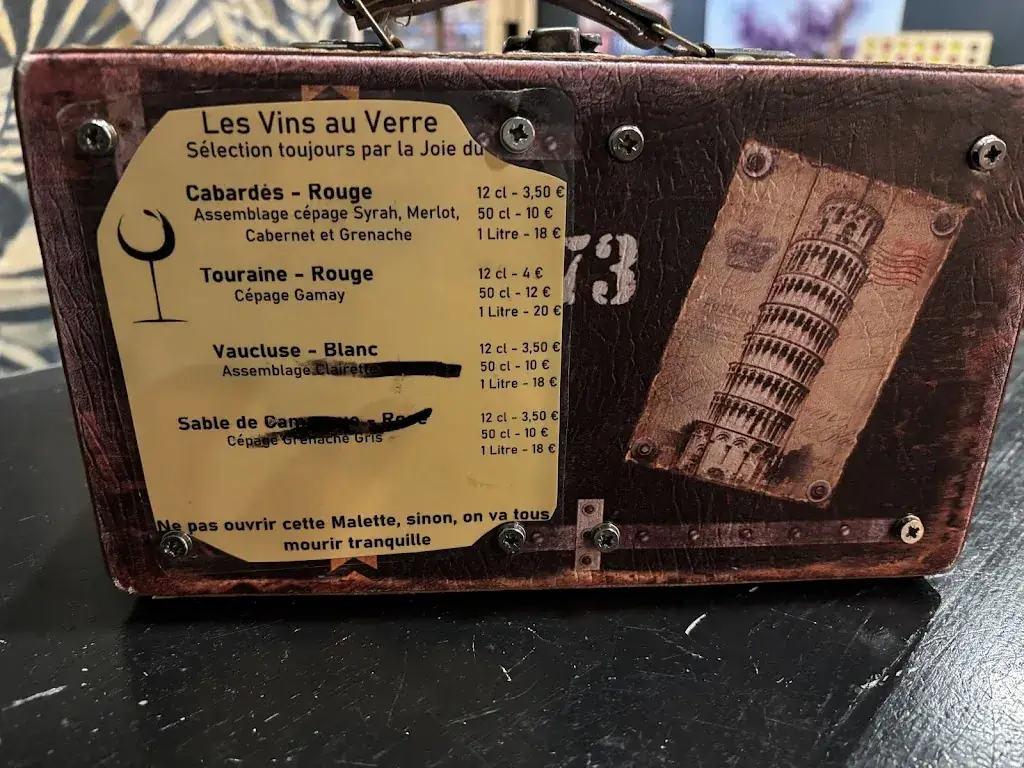 Les Vins au Verre
Sélection toujours par la Joie du
Cabardès - Rouge
12 cl - 3,50 €
Assemblage cépage Syrah, Merlot,
50 cl - 10 €
Cabernet et Grenache
1 Litre - 18 €
Touraine - Rouge
12 cl - 4 €
Cépage Gamay
50 cl - 12 €
1 Litre - 20 €
Vaucluse - Blanc
12 cl - 3,50 €
Assemblage Clairette
50 cl - 10 €
1 Litre - 18 €
Sable de
12 cl - 3,50 €
Cépage Grenache Gris
50 cl - 10 €
1 Litre - 18 €
Ne pas ouvrir cette Malette, sinon, on va tous
mourir tranquille
73